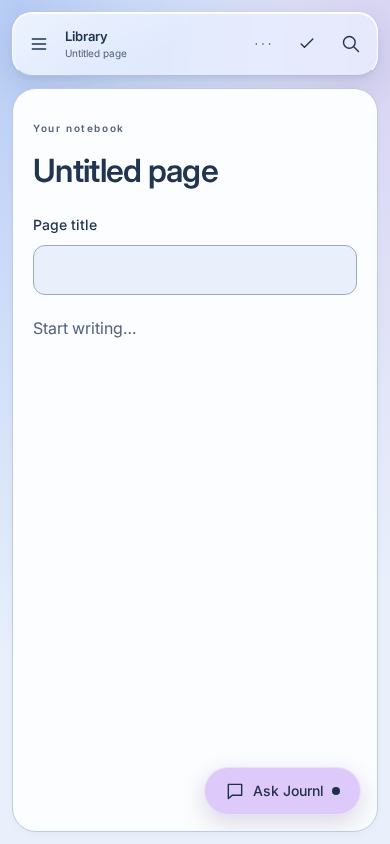 Library
Untitled page
...
Your notebook
Untitled page
Page title
Start writing...
Ask Journl